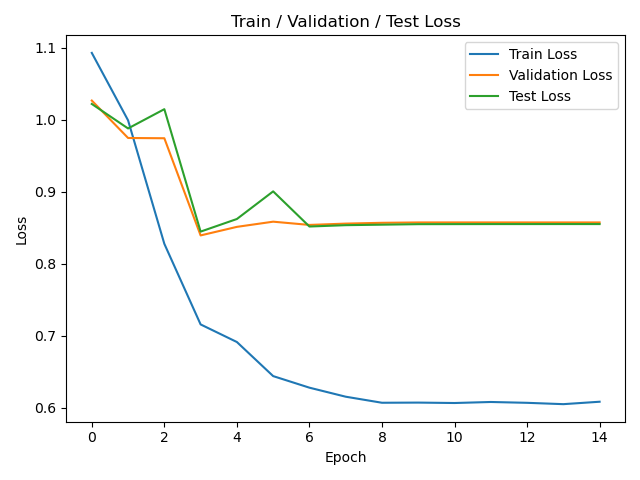 Train / Validation / Test Loss
Train Loss
Validation Loss
Test Loss
1.1
1.0
0.9
0.8
0.7
0.6
Loss
0 2 4 6 8 10 12 14
Epoch